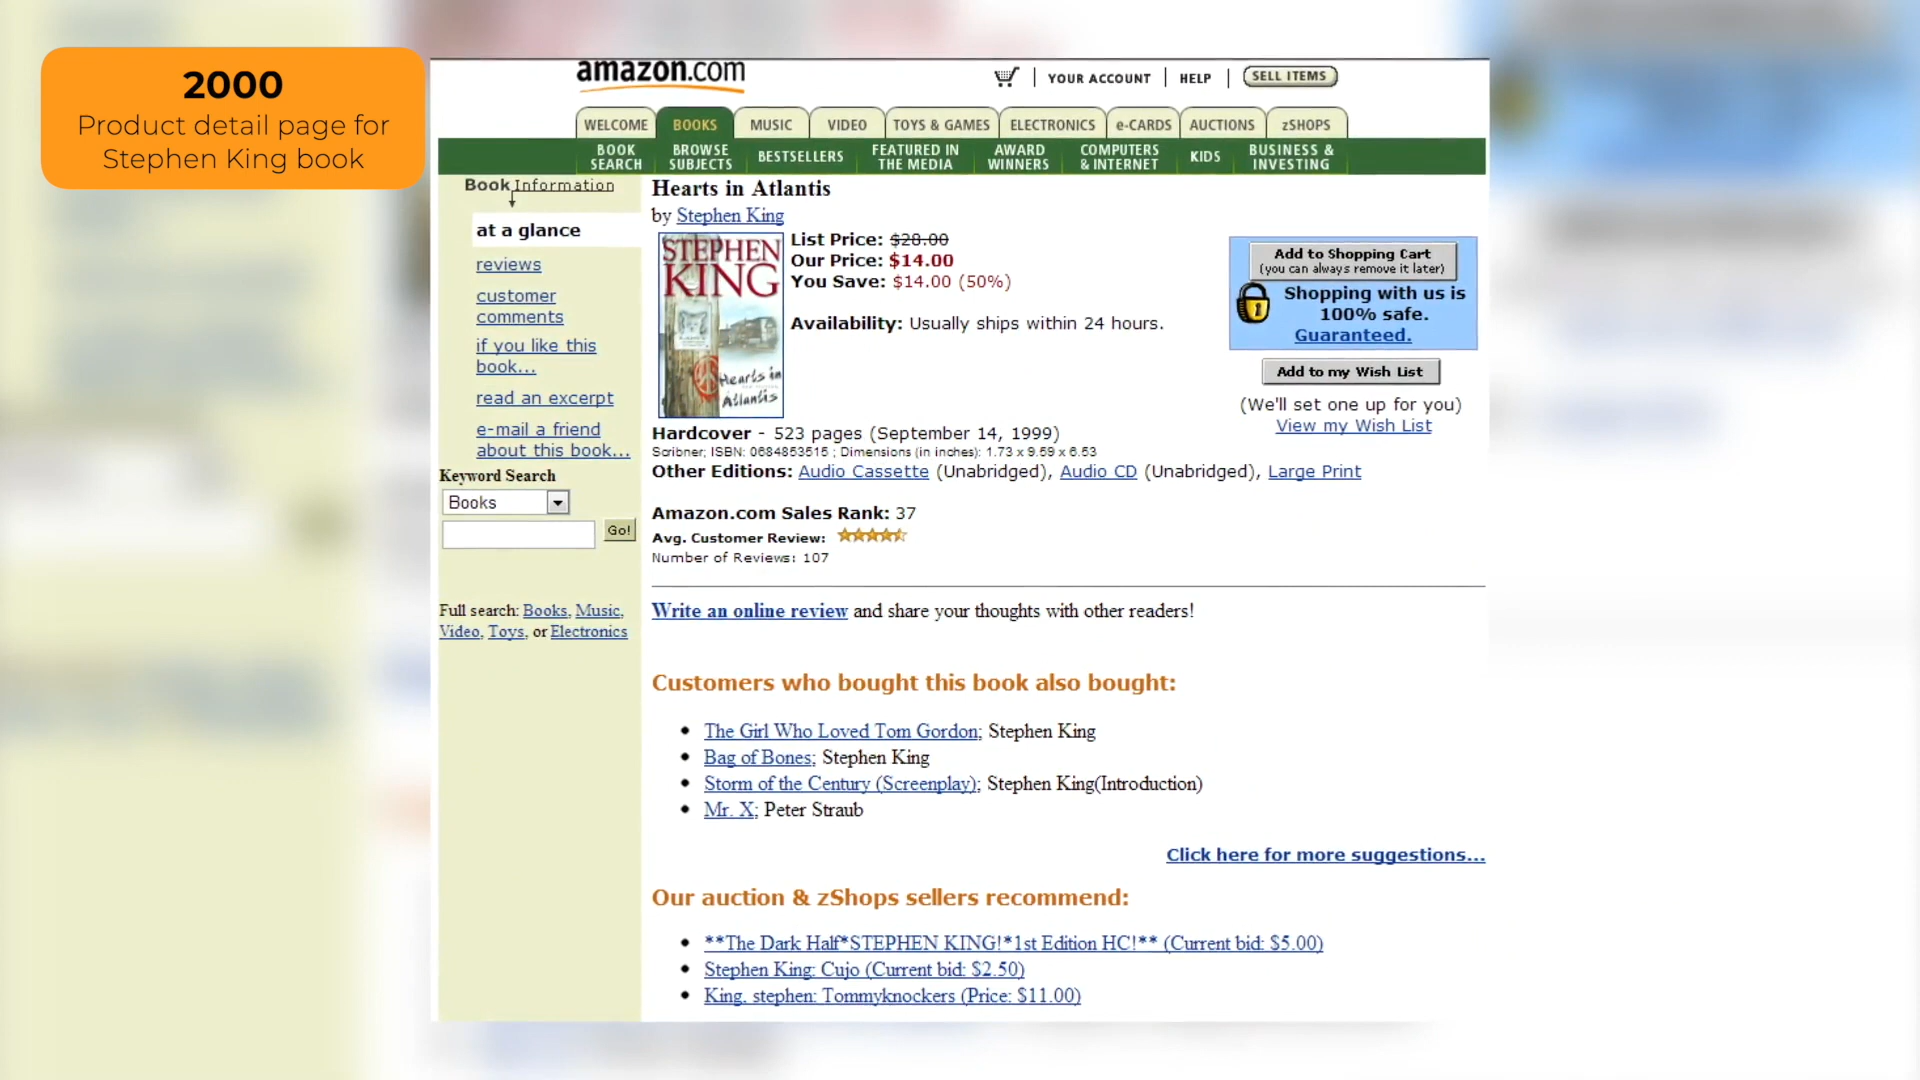 2000
Product detail page for
Stephen King book
amazon.com
YOUR ACCOUNT | HELP | SELL ITEMS
WELCOME BOOKS MUSIC VIDEO TOYS & GAMES ELECTRONICS e-CARDS AUCTIONS zSHOPS
BOOK SEARCH BROWSE SUBJECTS BESTSELLERS FEATURED IN THE MEDIA AWARD WINNERS COMPUTERS & INTERNET KIDS BUSINESS & INVESTING
Book Information
at a glance
reviews
customer
comments
if you like this
book...
read an excerpt
e-mail a friend
about this book...
Keyword Search
Books
Go!
Full search: Books, Music,
Video, Toys, or Electronics
Hearts in Atlantis
by Stephen King
STEPHEN
KING
Hearts in
Atlantis
List Price: $28.00
Our Price: $14.00
You Save: $14.00 (50%)
Availability: Usually ships within 24 hours.
Add to Shopping Cart
(you can always remove it later)
Shopping with us is
100% safe.
Guaranteed.
Add to my Wish List
(We'll set one up for you)
View my Wish List
Hardcover - 523 pages (September 14, 1999)
Scribner; ISBN: 0684853515 ; Dimensions (in inches): 1.73 x 9.59 x 6.53
Other Editions: Audio Cassette (Unabridged), Audio CD (Unabridged), Large Print
Amazon.com Sales Rank: 37
Avg. Customer Review:
Number of Reviews: 107
Write an online review and share your thoughts with other readers!
Customers who bought this book also bought:
• The Girl Who Loved Tom Gordon; Stephen King
• Bag of Bones; Stephen King
• Storm of the Century (Screenplay); Stephen King(Introduction)
• Mr. X; Peter Straub
Click here for more suggestions...
Our auction & zShops sellers recommend:
• **The Dark Half*STEPHEN KING!*1st Edition HC!** (Current bid: $5.00)
• Stephen King: Cujo (Current bid: $2.50)
• King, stephen: Tommyknockers (Price: $11.00)